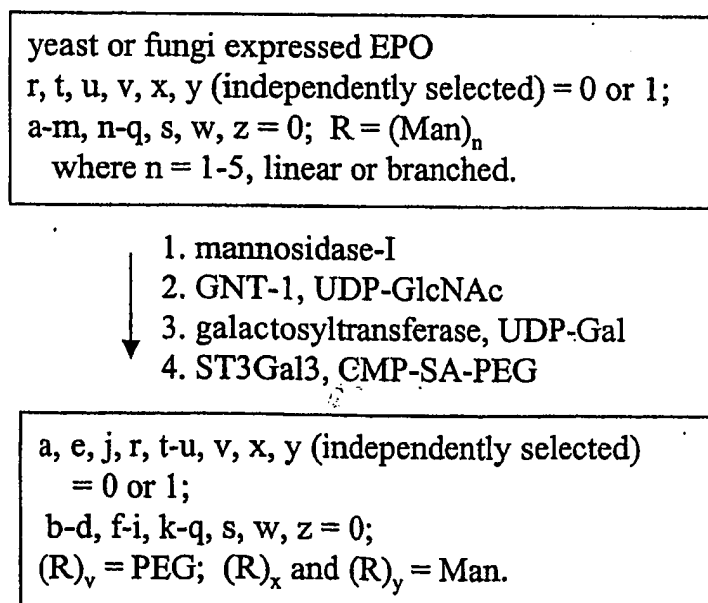 yeast or fungi expressed EPO
r, t, u, v, x, y (independently selected) = 0 or 1;
a-m, n-q, s, w, z = 0; R = (Man)n
where n = 1-5, linear or branched.
1. mannosidase-I
2. GNT-1, UDP-GlcNAc
3. galactosyltransferase, UDP-Gal
4. ST3Gal3, CMP-SA-PEG
a, e, j, r, t-u, v, x, y (independently selected)
= 0 or 1;
b-d, f-i, k-q, s, w, z = 0;
(R)v = PEG; (R)x and (R)y = Man.